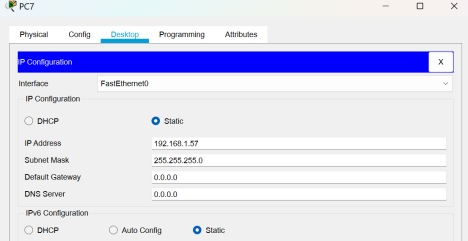 PC7
Physical Config Desktop Programming Attributes
IP Configuration X
Interface FastEthernet0
IP Configuration
DHCP Static
IP Address 192.168.1.57
Subnet Mask 255.255.255.0
Default Gateway 0.0.0.0
DNS Server 0.0.0.0
IPv6 Configuration
DHCP Auto Config Static